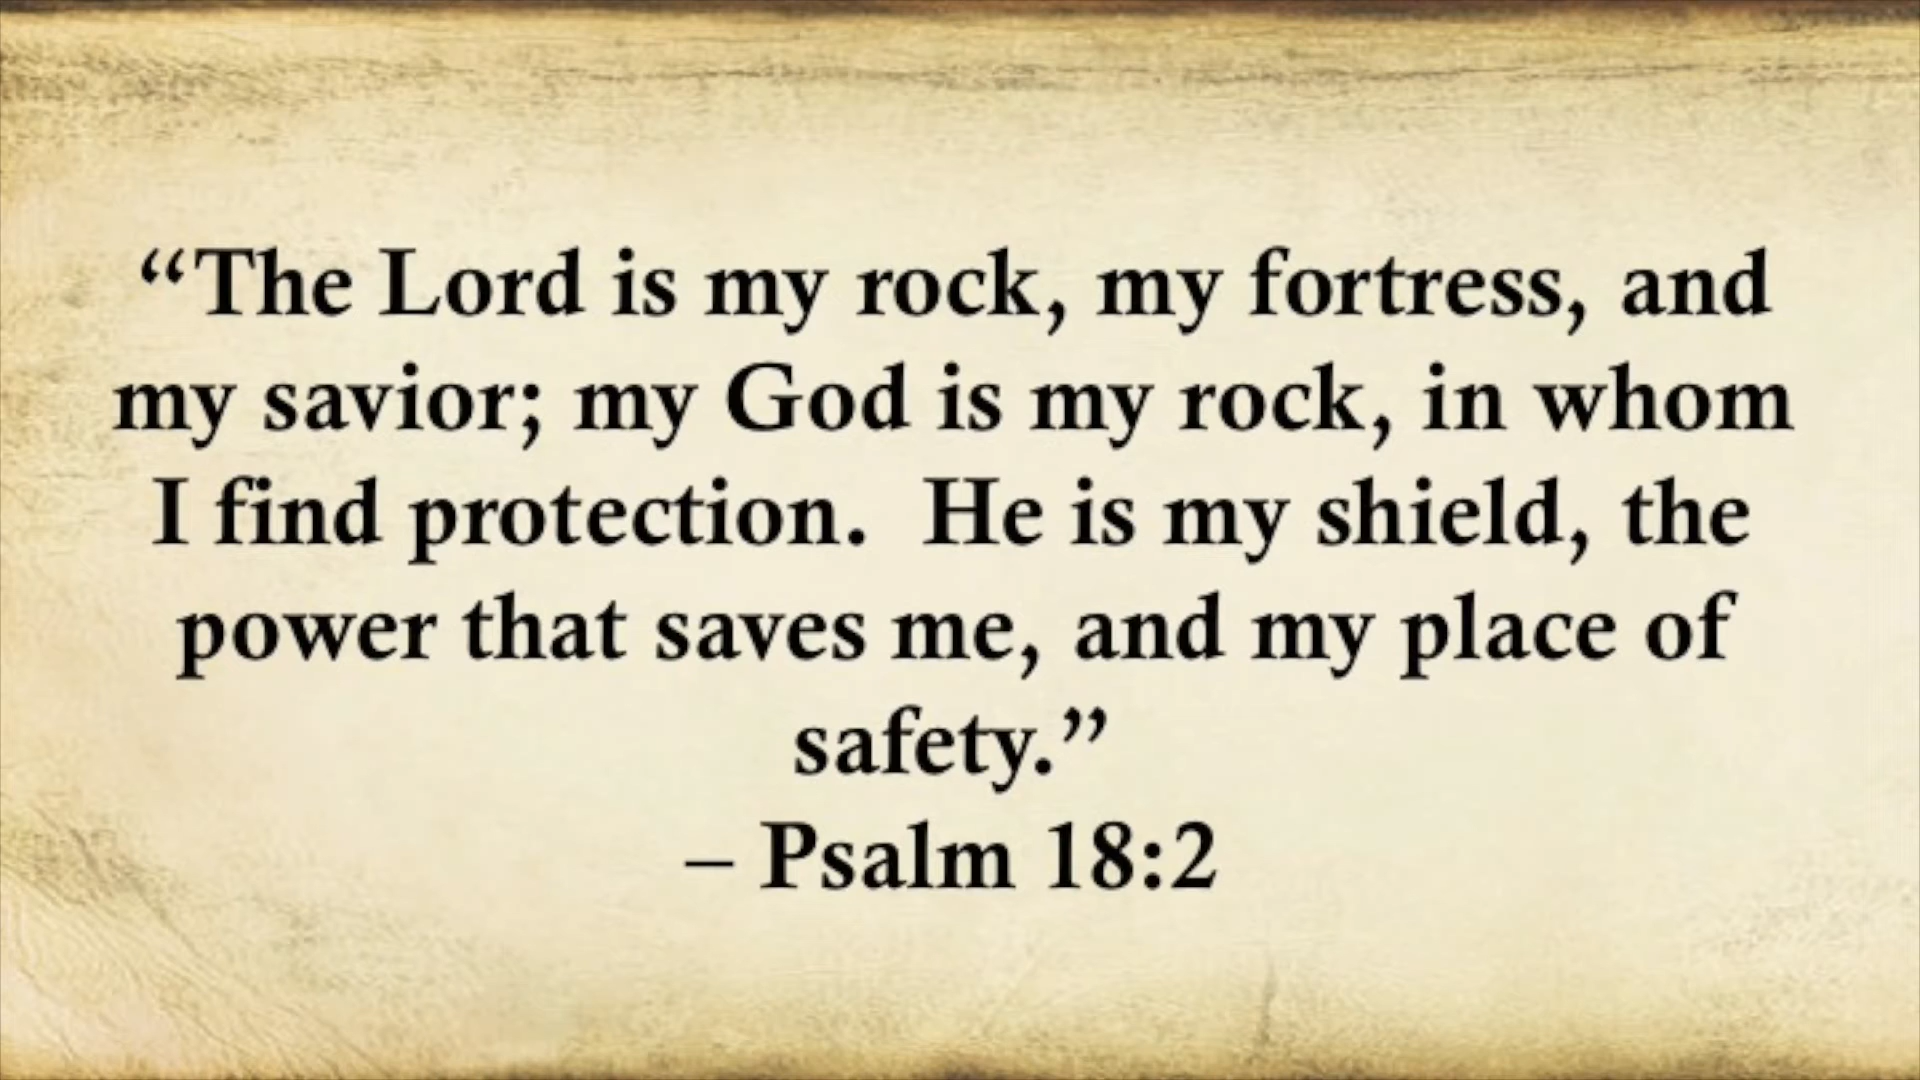 “The Lord is my rock, my fortress, and
my savior; my God is my rock, in whom
I find protection.  He is my shield, the
power that saves me, and my place of
safety.”
– Psalm 18:2